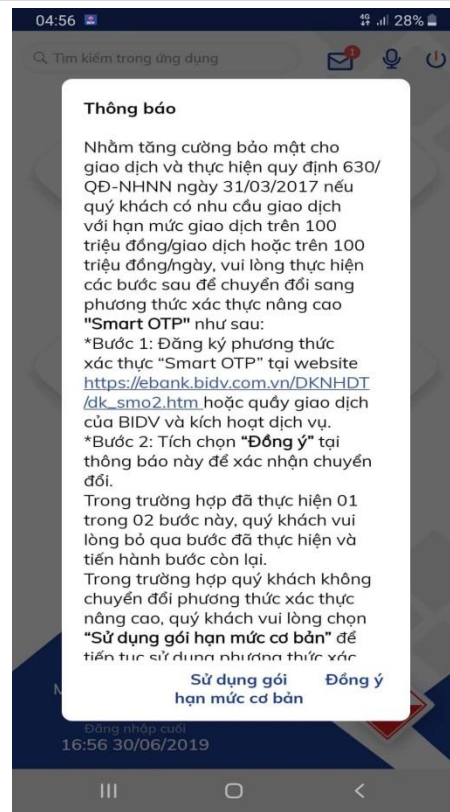 04:56
4G
28%
Tìm kiếm trong ứng dụng
1
Thông báo
Nhằm tăng cường bảo mật cho
giao dịch và thực hiện quy định 630/
QĐ-NHNN ngày 31/03/2017 nếu
quý khách có nhu cầu giao dịch
với hạn mức giao dịch trên 100
triệu đồng/giao dịch hoặc trên 100
triệu đồng/ngày, vui lòng thực hiện
các bước sau để chuyển đổi sang
phương thức xác thực nâng cao
"Smart OTP" như sau:
*Bước 1: Đăng ký phương thức
xác thực “Smart OTP” tại website
https://ebank.bidv.com.vn/DKNHDT
/dk_smo2.htm hoặc quầy giao dịch
của BIDV và kích hoạt dịch vụ.
*Bước 2: Tích chọn “Đồng ý” tại
thông báo này để xác nhận chuyển
đổi.
Trong trường hợp đã thực hiện 01
trong 02 bước này, quý khách vui
lòng bỏ qua bước đã thực hiện và
tiến hành bước còn lại.
Trong trường hợp quý khách không
chuyển đổi phương thức xác thực
nâng cao, quý khách vui lòng chọn
“Sử dụng gói hạn mức cơ bản” để
tiếp tục sử dụng phương thức xác
Sử dụng gói
hạn mức cơ bản
Đồng ý
M
Đăng nhập cuối
16:56 30/06/2019